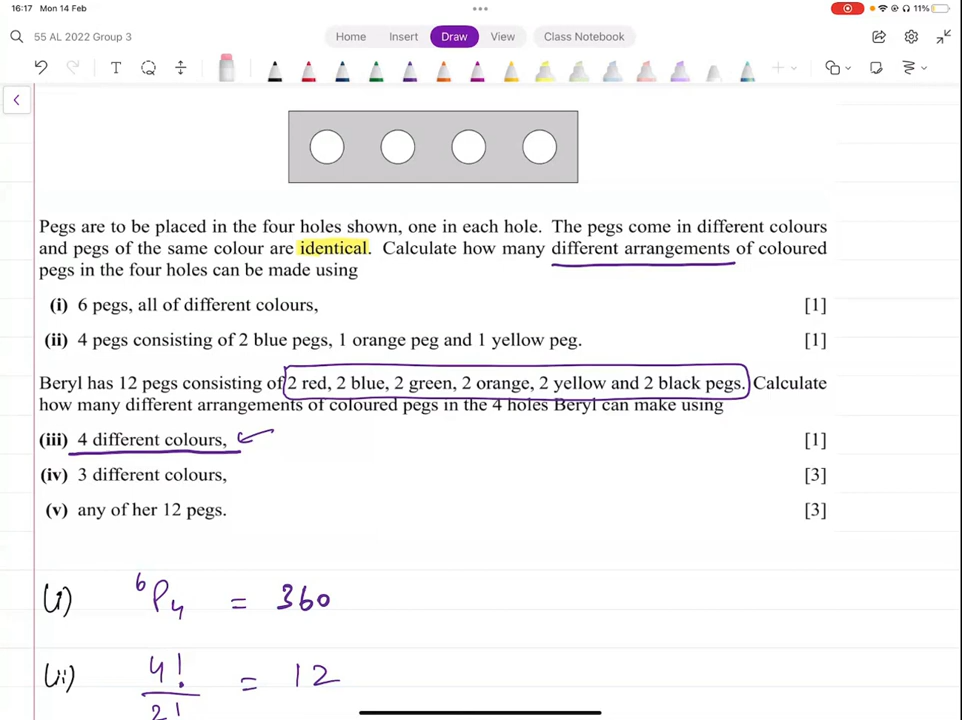 16:17 Mon 14 Feb
11%
55 AL 2022 Group 3
Home Insert Draw View Class Notebook
Pegs are to be placed in the four holes shown, one in each hole. The pegs come in different colours
and pegs of the same colour are identical. Calculate how many different arrangements of coloured
pegs in the four holes can be made using
(i) 6 pegs, all of different colours, [1]
(ii) 4 pegs consisting of 2 blue pegs, 1 orange peg and 1 yellow peg. [1]
Beryl has 12 pegs consisting of 2 red, 2 blue, 2 green, 2 orange, 2 yellow and 2 black pegs. Calculate
how many different arrangements of coloured pegs in the 4 holes Beryl can make using
(iii) 4 different colours, [1]
(iv) 3 different colours, [3]
(v) any of her 12 pegs. [3]
(i) ⁶P₄ = 360
(ii) 4! = 12
2!